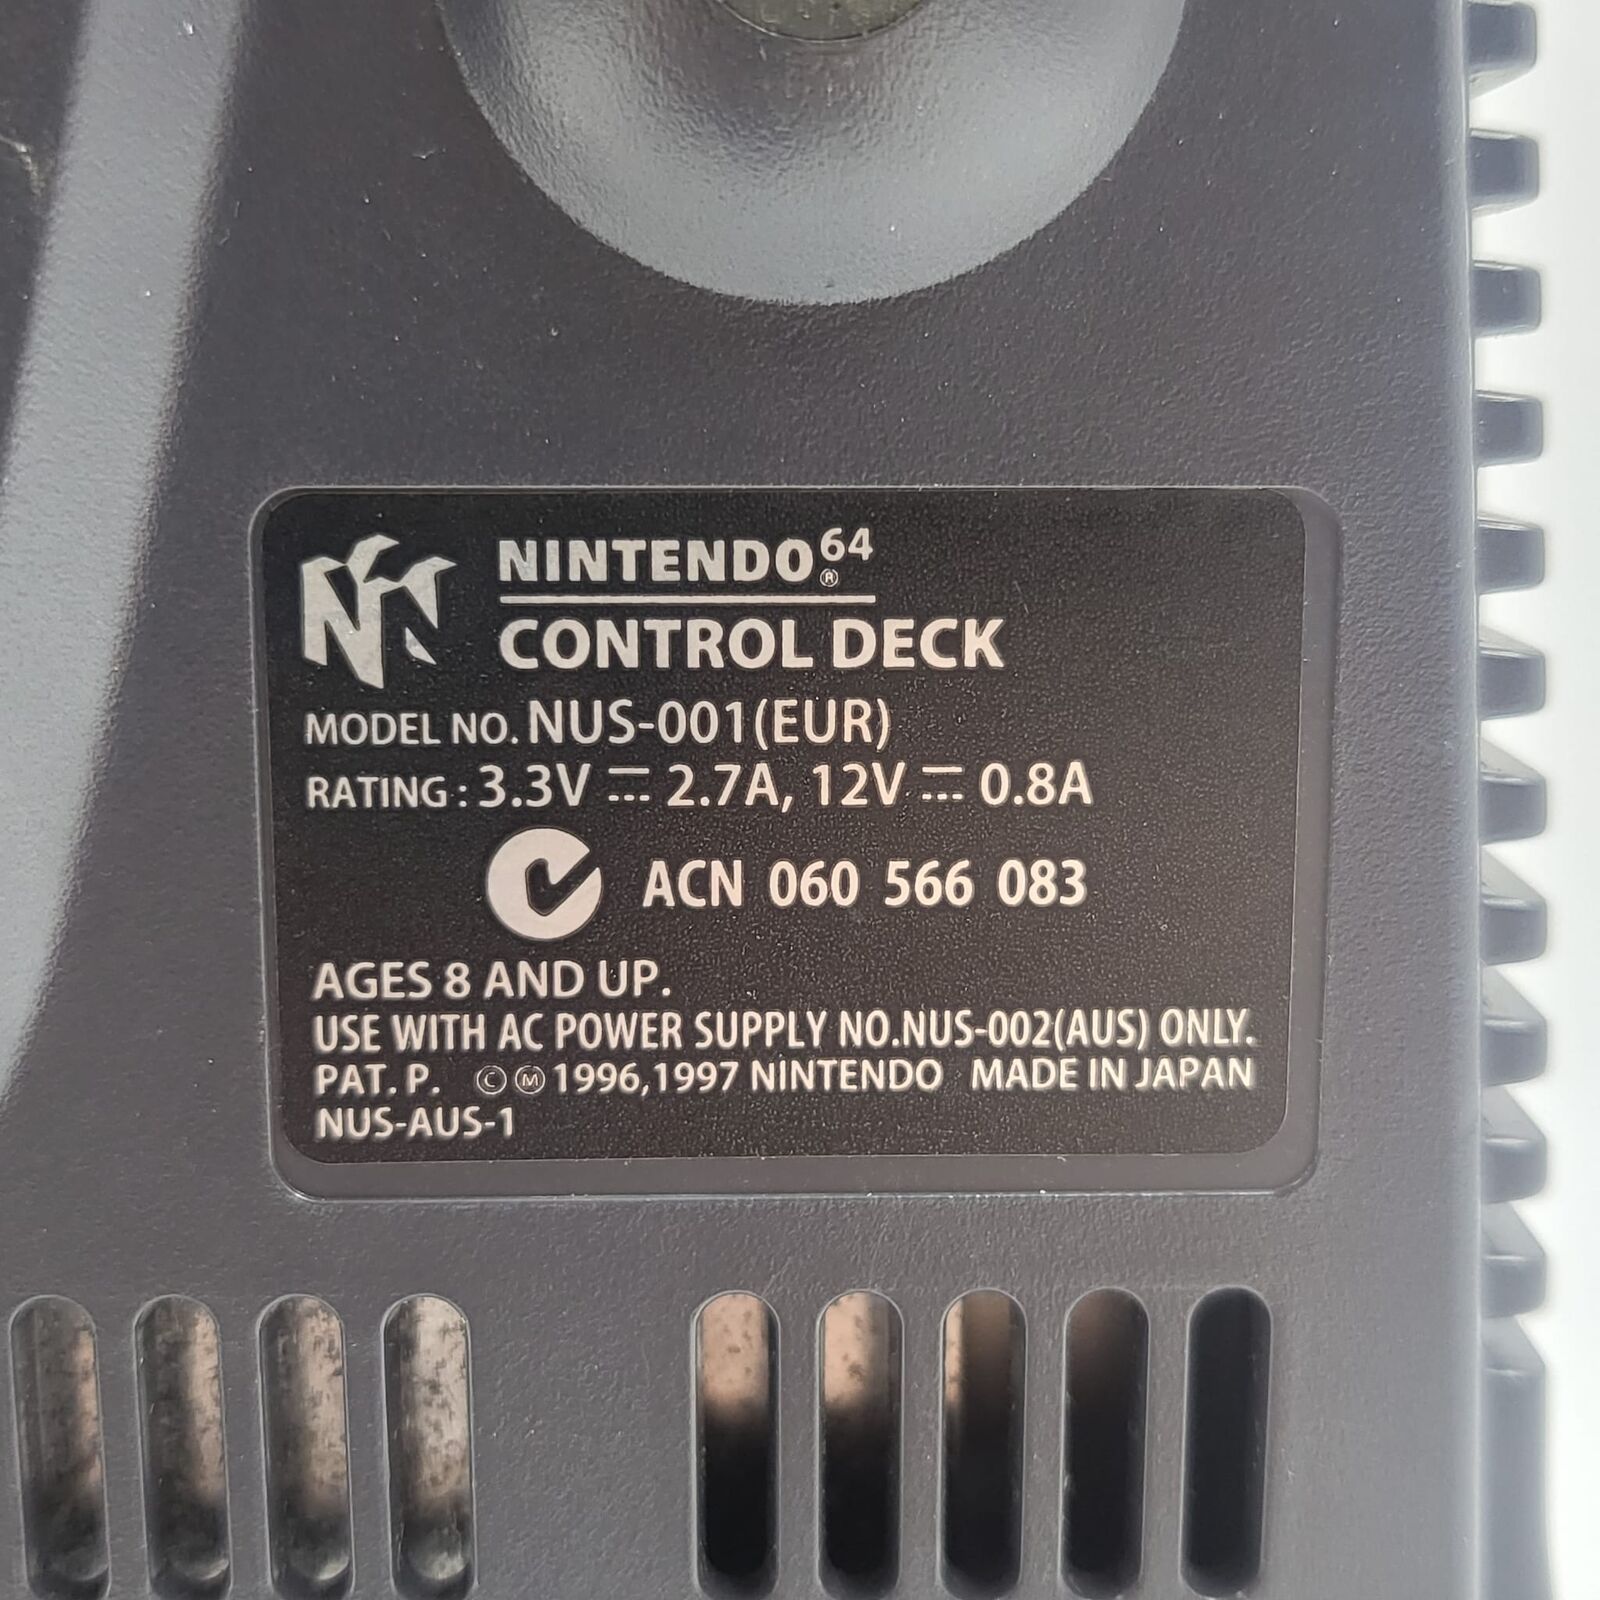 NINTENDO64®
CONTROL DECK
MODEL NO. NUS-001(EUR)
RATING : 3.3V ⎓ 2.7A, 12V ⎓ 0.8A
ACN 060 566 083
AGES 8 AND UP.
USE WITH AC POWER SUPPLY NO.NUS-002(AUS) ONLY.
PAT. P. © Ⓜ 1996,1997 NINTENDO MADE IN JAPAN
NUS-AUS-1